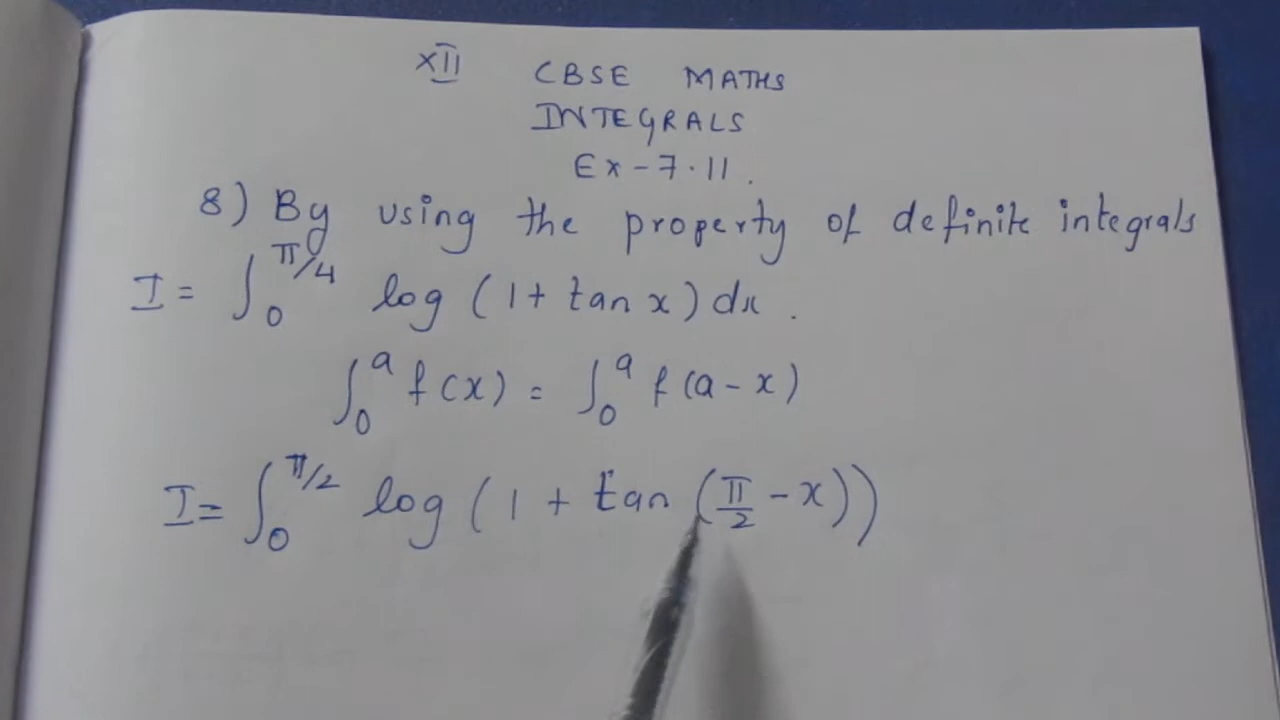 XII CBSE MATHS
INTEGRALS
Ex-7.11.
8) By using the property of definite integrals
I = ∫₀^π/4 log (1 + tan x) dx.
∫₀^a f(x) = ∫₀^a f(a - x)
I = ∫₀^π/2 log (1 + tan (π/2 - x))